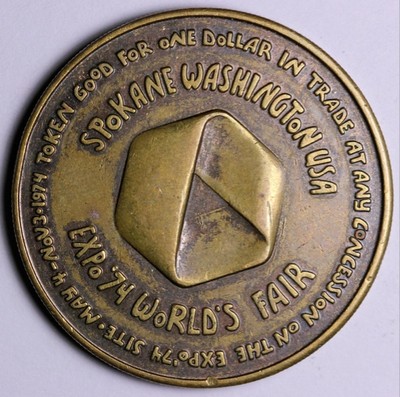 TOKEN GOOD FOR ONE DOLLAR IN TRADE AT ANY CONCESSION ON THE EXPO '74 SITE • MAY 4 - NOV 3 • 1974
SPOKANE WASHINGTON USA
EXPO '74 WORLD'S FAIR